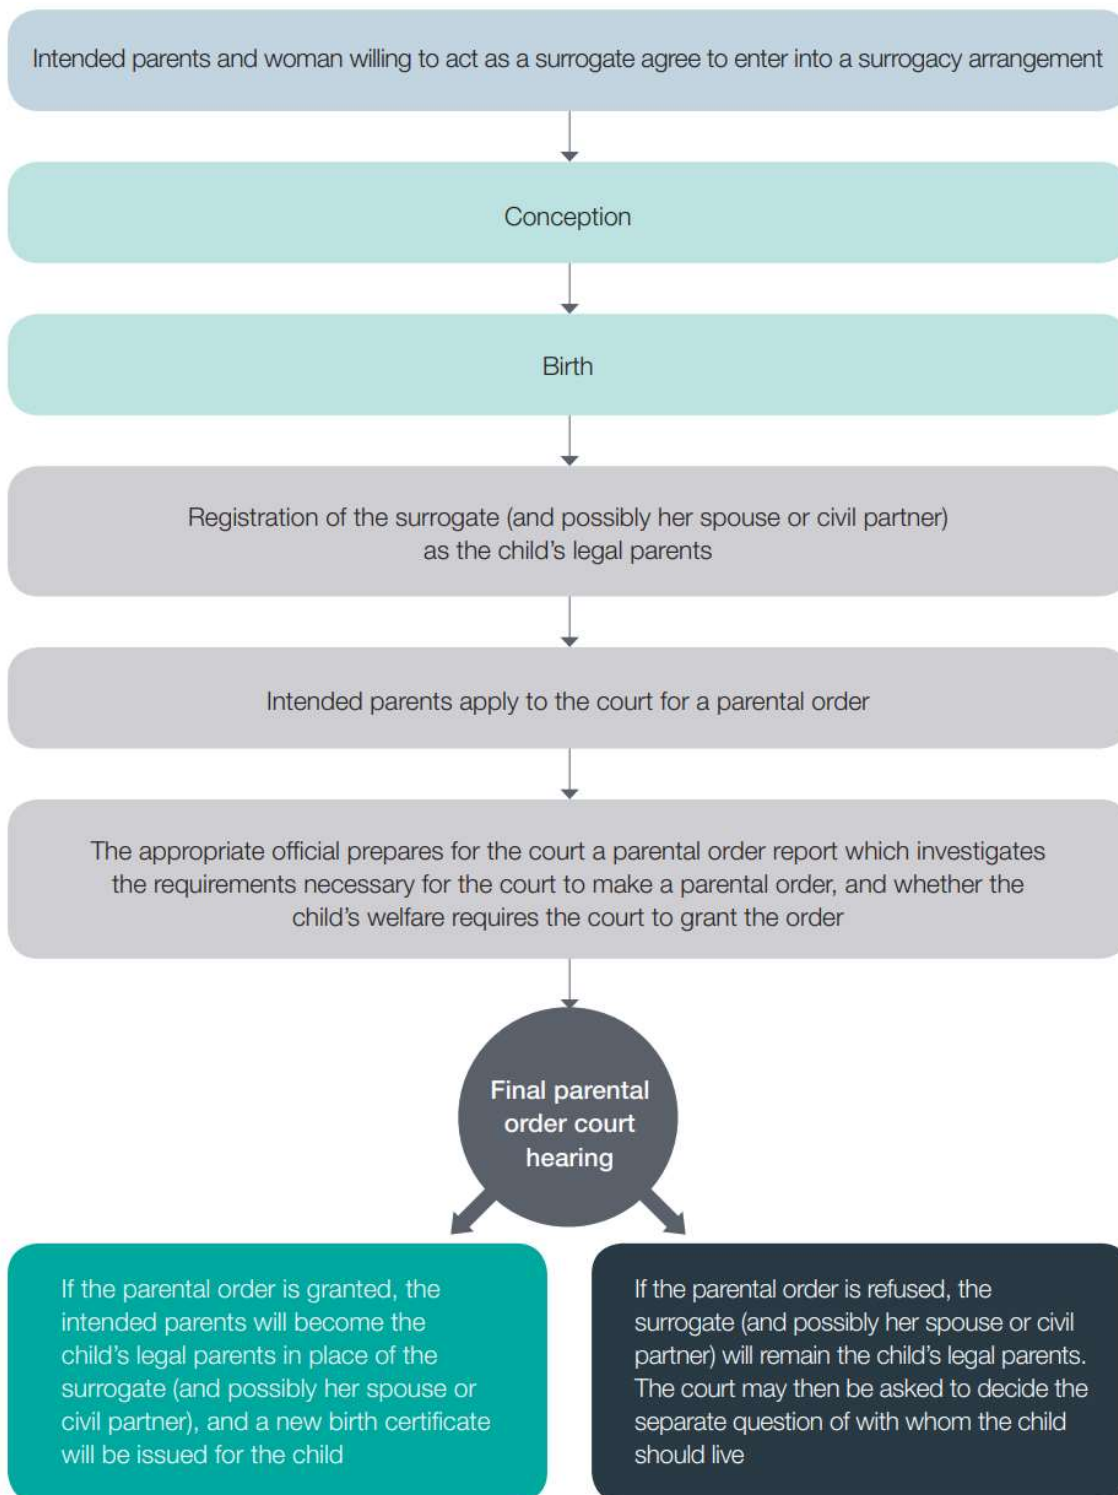 Intended parents and woman willing to act as a surrogate agree to enter into a surrogacy arrangement
Conception
Birth
Registration of the surrogate (and possibly her spouse or civil partner)
as the child’s legal parents
Intended parents apply to the court for a parental order
The appropriate official prepares for the court a parental order report which investigates
the requirements necessary for the court to make a parental order, and whether the
child’s welfare requires the court to grant the order
Final parental
order court
hearing
If the parental order is granted, the
intended parents will become the
child’s legal parents in place of the
surrogate (and possibly her spouse or
civil partner), and a new birth certificate
will be issued for the child
If the parental order is refused, the
surrogate (and possibly her spouse or civil
partner) will remain the child’s legal parents.
The court may then be asked to decide the
separate question of with whom the child
should live